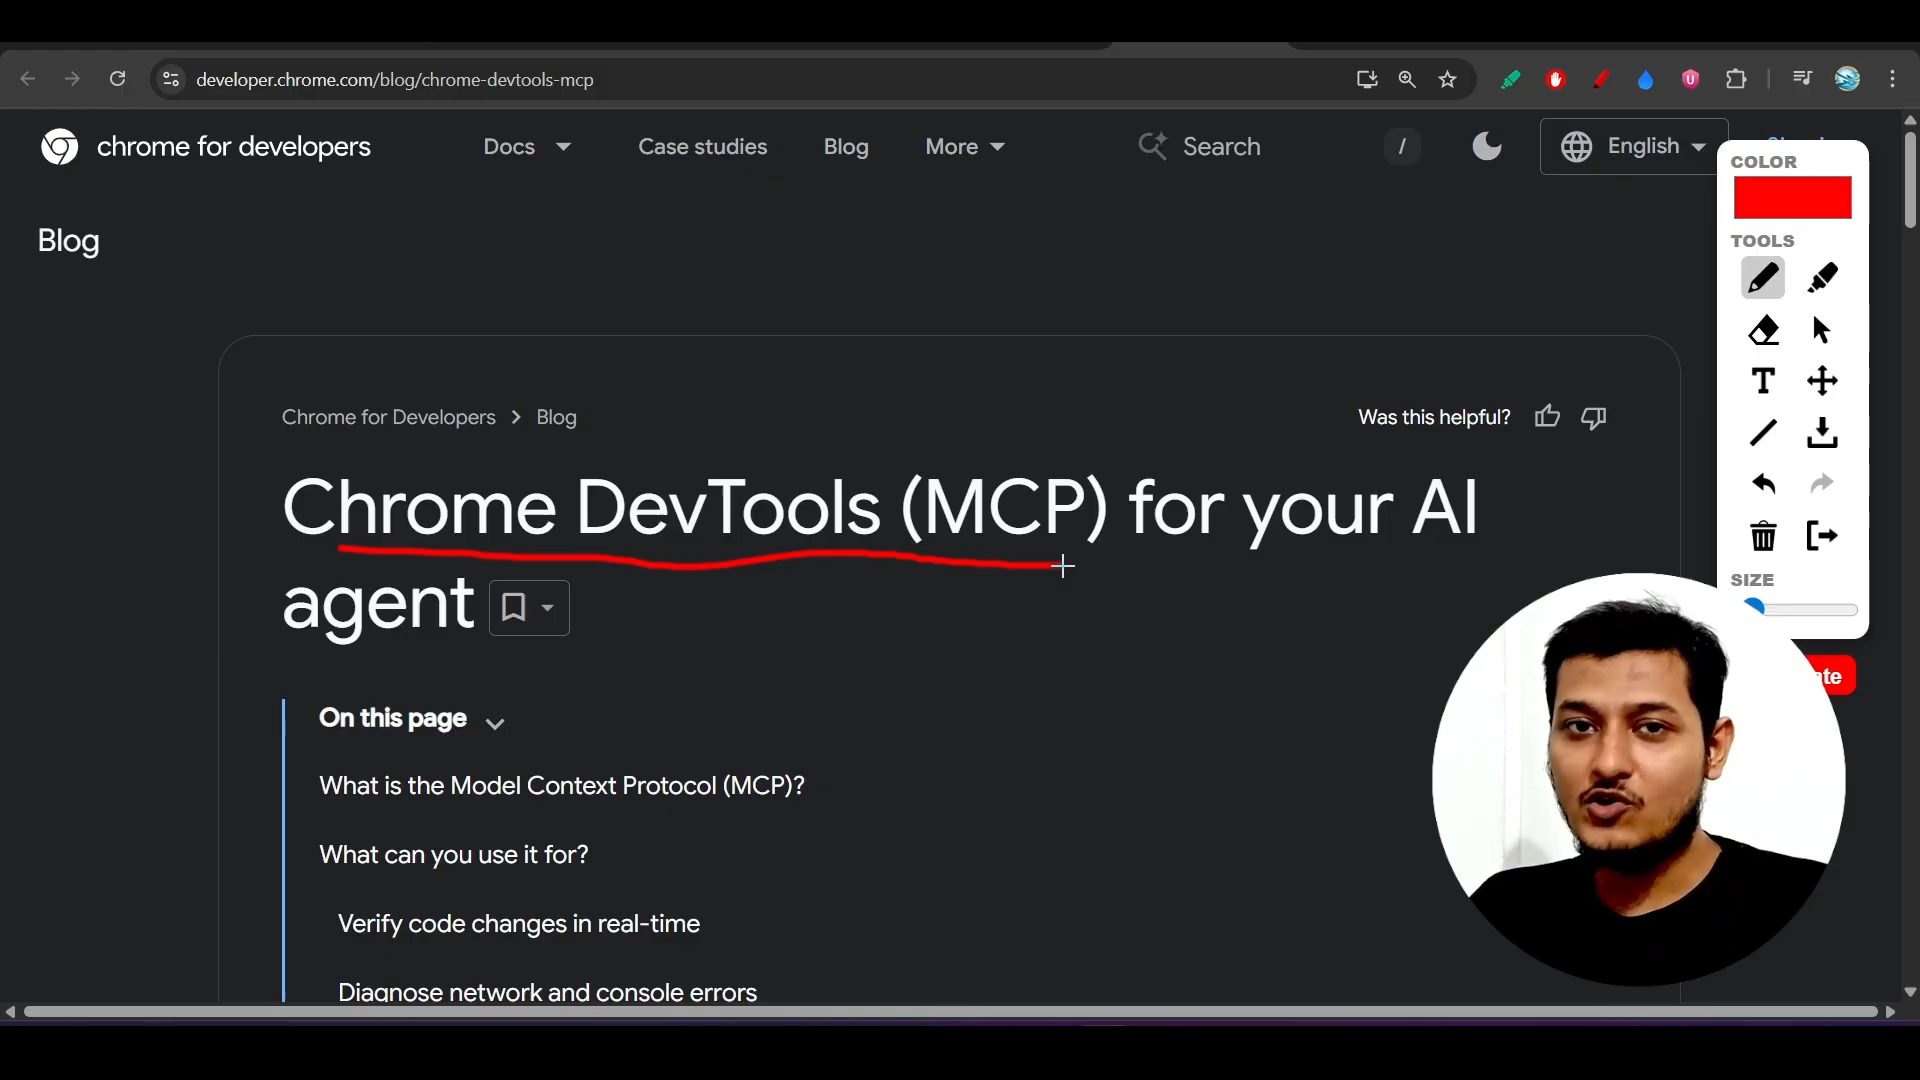 developer.chrome.com/blog/chrome-devtools-mcp
chrome for developers
Docs
Case studies
Blog
More
Search
/
English
COLOR
TOOLS
T
SIZE
Blog
Chrome for Developers > Blog
Was this helpful?
Chrome DevTools (MCP) for your AI
agent
On this page
What is the Model Context Protocol (MCP)?
What can you use it for?
Verify code changes in real-time
Diagnose network and console errors